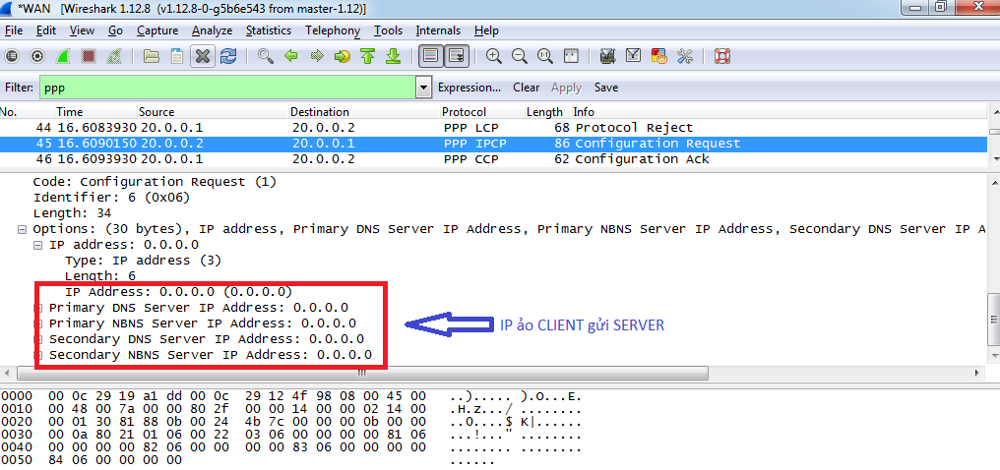 *WAN [Wireshark 1.12.8 (v1.12.8-0-g5b6e543 from master-1.12)]
File Edit View Go Capture Analyze Statistics Telephony Tools Internals Help
Filter: ppp Expression... Clear Apply Save
No. Time Source Destination Protocol Length Info
44 16.6083930 20.0.0.1 20.0.0.2 PPP LCP 68 Protocol Reject
45 16.6090150 20.0.0.2 20.0.0.1 PPP IPCP 86 Configuration Request
46 16.6093930 20.0.0.1 20.0.0.2 PPP CCP 62 Configuration Ack
Code: Configuration Request (1)
Identifier: 6 (0x06)
Length: 34
Options: (30 bytes), IP address, Primary DNS Server IP Address, Primary NBNS Server IP Address, Secondary DNS Server IP A
IP address: 0.0.0.0
Type: IP address (3)
Length: 6
IP Address: 0.0.0.0 (0.0.0.0)
Primary DNS Server IP Address: 0.0.0.0
Primary NBNS Server IP Address: 0.0.0.0
Secondary DNS Server IP Address: 0.0.0.0
Secondary NBNS Server IP Address: 0.0.0.0
IP ảo CLIENT gửi SERVER
0000 00 0c 29 19 a1 dd 00 0c 29 12 4f 98 08 00 45 00 ..)..... ).O...E.
0010 00 48 00 7a 00 00 80 2f 00 00 14 00 00 02 14 00 .H.z.../ ........
0020 00 01 30 81 88 0b 00 24 4b 7c 00 00 00 0b 00 00 ..0....$ K|......
0030 00 0a 80 21 01 06 00 22 03 06 00 00 00 00 81 06 ...!..." ........
0040 00 00 00 00 82 06 00 00 00 00 83 06 00 00 00 00 ........ ........
0050 84 06 00 00 00 00 ......